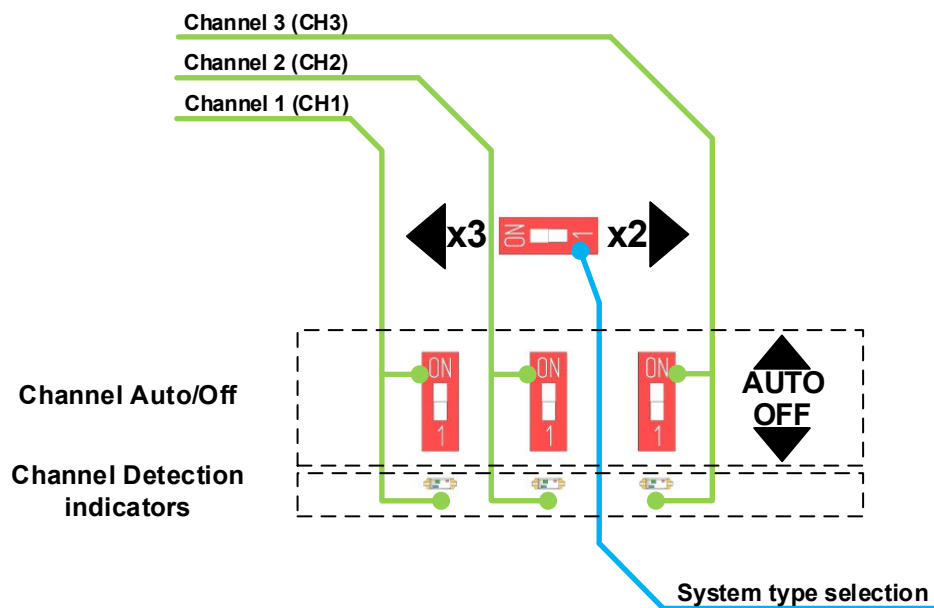 Channel 3 (CH3)
Channel 2 (CH2)
Channel 1 (CH1)
x3 ON 1 x2
ON ON ON AUTO
Channel Auto/Off OFF
1 1 1
Channel Detection
indicators
System type selection